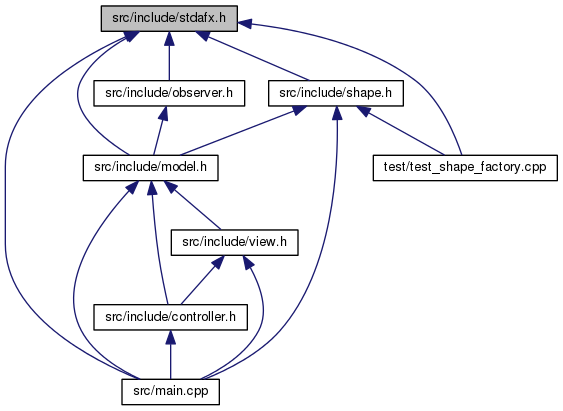 src/include/stdafx.h
src/include/observer.h
src/include/shape.h
src/include/model.h
test/test_shape_factory.cpp
src/include/view.h
src/include/controller.h
src/main.cpp